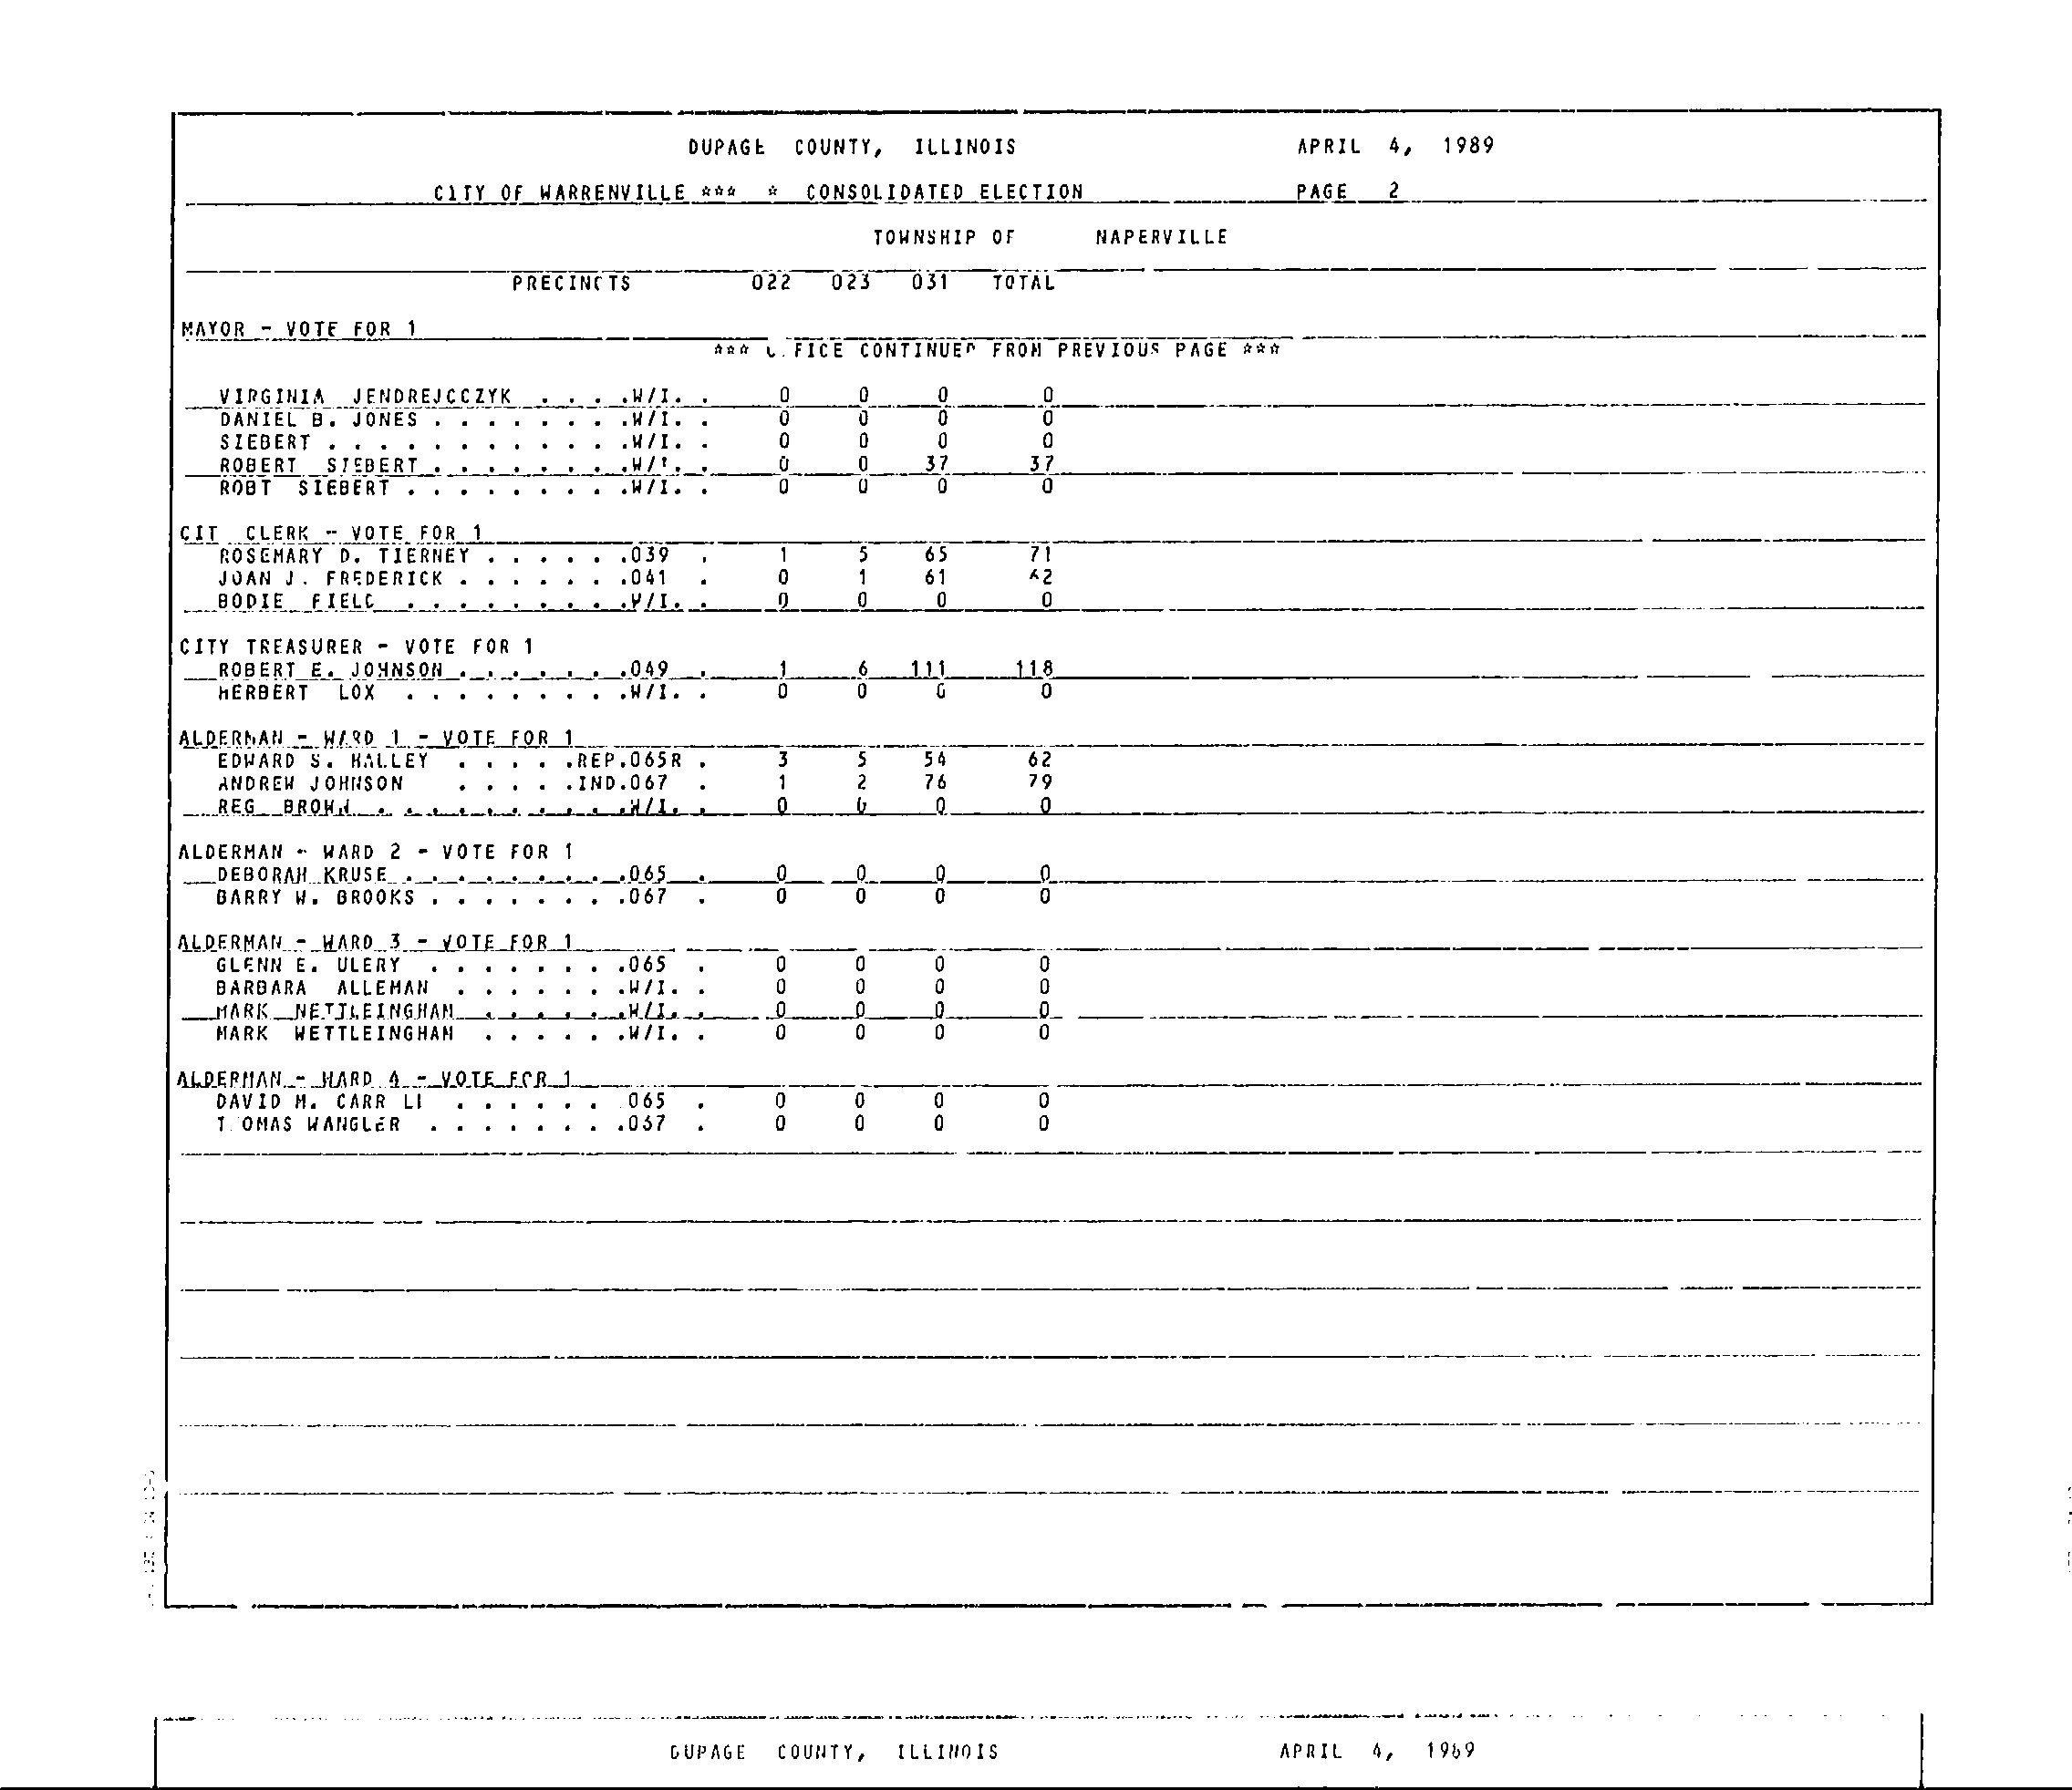 DUPAGE COUNTY, ILLINOIS APRIL 4, 1989
CITY OF WARRENVILLE *** * CONSOLIDATED ELECTION PAGE 2
TOWNSHIP OF NAPERVILLE
PRECINCTS 022 023 031 TOTAL
MAYOR - VOTE FOR 1
*** FICE CONTINUED FROM PREVIOUS PAGE ***
VIRGINIA JENDREJCCZYK . . . .W/I. . 0 0 0 0
DANIEL B. JONES . . . . . . . .W/I. . 0 0 0 0
SIEBERT . . . . . . . . . . . .W/I. . 0 0 0 0
ROBERT SIEBERT . . . . . . . .W/I. . 0 0 37 37
ROBT SIEBERT . . . . . . . . .W/I. . 0 0 0 0
CIT CLERK - VOTE FOR 1
ROSEMARY D. TIERNEY . . . . . .039 . 1 5 65 71
JOAN J. FREDERICK . . . . . . .041 . 0 1 61 62
BODIE FIELD . . . . . . . . .W/I. . 0 0 0 0
CITY TREASURER - VOTE FOR 1
ROBERT E. JOHNSON . . . . . . .049 . 1 6 111 118
HERBERT LOX . . . . . . . . .W/I. . 0 0 0 0
ALDERMAN - WARD 1 - VOTE FOR 1
EDWARD S. HALLEY . . . . .REP.065R . 3 5 54 62
ANDREW JOHNSON . . . . .IND.067 . 1 2 76 79
REG BROWN . . . . . . . . . .W/I. . 0 0 0 0
ALDERMAN - WARD 2 - VOTE FOR 1
DEBORAH KRUSE . . . . . . . . .065 . 0 0 0 0
BARRY W. BROOKS . . . . . . . .067 . 0 0 0 0
ALDERMAN - WARD 3 - VOTE FOR 1
GLENN E. ULERY . . . . . . . .065 . 0 0 0 0
BARBARA ALLEMAN . . . . . . .W/I. . 0 0 0 0
MARK NETTLEINGHAM . . . . . .W/I. . 0 0 0 0
MARK WETTLEINGHAM . . . . . .W/I. . 0 0 0 0
ALDERMAN - WARD 4 - VOTE FOR 1
DAVID M. CARR LI . . . . . . 065 . 0 0 0 0
T OMAS WANGLER . . . . . . . .067 . 0 0 0 0
DUPAGE COUNTY, ILLINOIS APRIL 4, 1989